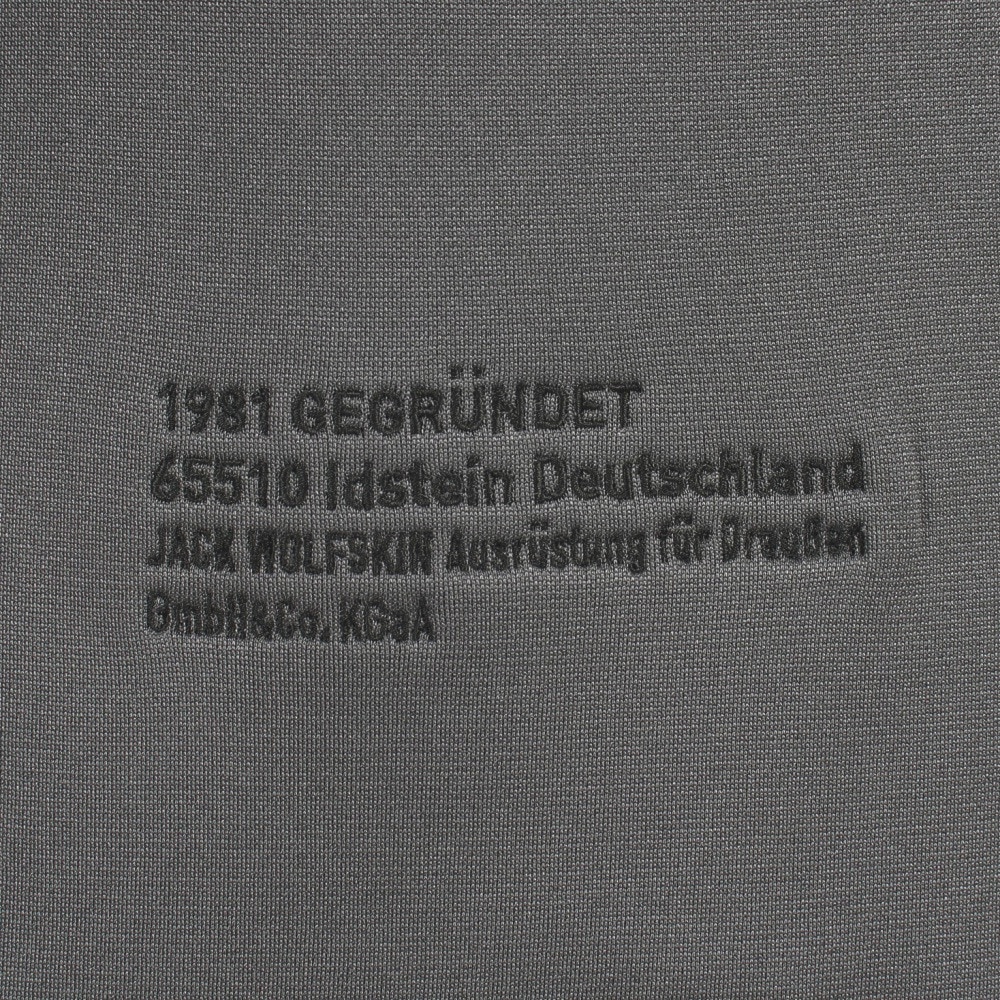 1981 GEGRÜNDET
65510 Idstein Deutschland
JACK WOLFSKIN Ausrüstung für Draußen
GmbH&Co. KGaA